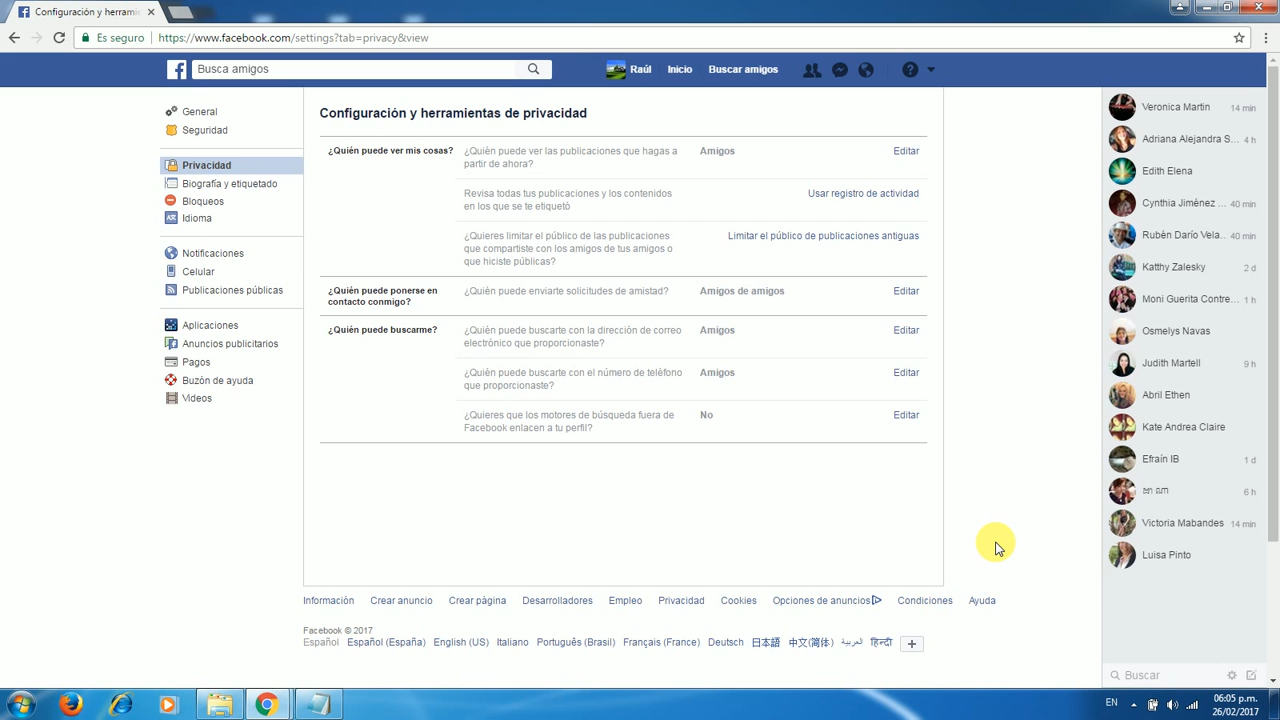 Configuración y herrami
Es seguro
https://www.facebook.com/settings?tab=privacy&view
Busca amigos
Raúl
Inicio
Buscar amigos
General
Seguridad
Privacidad
Biografía y etiquetado
Bloqueos
Idioma
Notificaciones
Celular
Publicaciones públicas
Aplicaciones
Anuncios publicitarios
Pagos
Buzón de ayuda
Videos
Configuración y herramientas de privacidad
¿Quién puede ver mis cosas?
¿Quién puede ver las publicaciones que hagas a
partir de ahora?
Amigos
Editar
Revisa todas tus publicaciones y los contenidos
en los que se te etiquetó
Usar registro de actividad
¿Quieres limitar el público de las publicaciones
que compartiste con los amigos de tus amigos o
que hiciste públicas?
Limitar el público de publicaciones antiguas
¿Quién puede ponerse en
contacto conmigo?
¿Quién puede enviarte solicitudes de amistad?
Amigos de amigos
Editar
¿Quién puede buscarme?
¿Quién puede buscarte con la dirección de correo
electrónico que proporcionaste?
Amigos
Editar
¿Quién puede buscarte con el número de teléfono
que proporcionaste?
Amigos
Editar
¿Quieres que los motores de búsqueda fuera de
Facebook enlacen a tu perfil?
No
Editar
Información Crear anuncio Crear página Desarrolladores Empleo Privacidad Cookies Opciones de anuncios Condiciones Ayuda
Facebook © 2017
Español Español (España) English (US) Italiano Português (Brasil) Français (France) Deutsch 日本語 中文(简体) العربية हिन्दी
Veronica Martin 14 min
Adriana Alejandra S... 4 h
Edith Elena
Cynthia Jiménez ... 40 min
Rubén Darío Vela... 40 min
Katthy Zalesky 2 d
Moni Guerita Contre... 1 h
Osmelys Navas
Judith Martell 9 h
Abril Ethen
Kate Andrea Claire
Efraín IB 1 d
6 h
Victoria Mabandes 14 min
Luisa Pinto
Buscar
EN
06:05 p.m.
26/02/2017